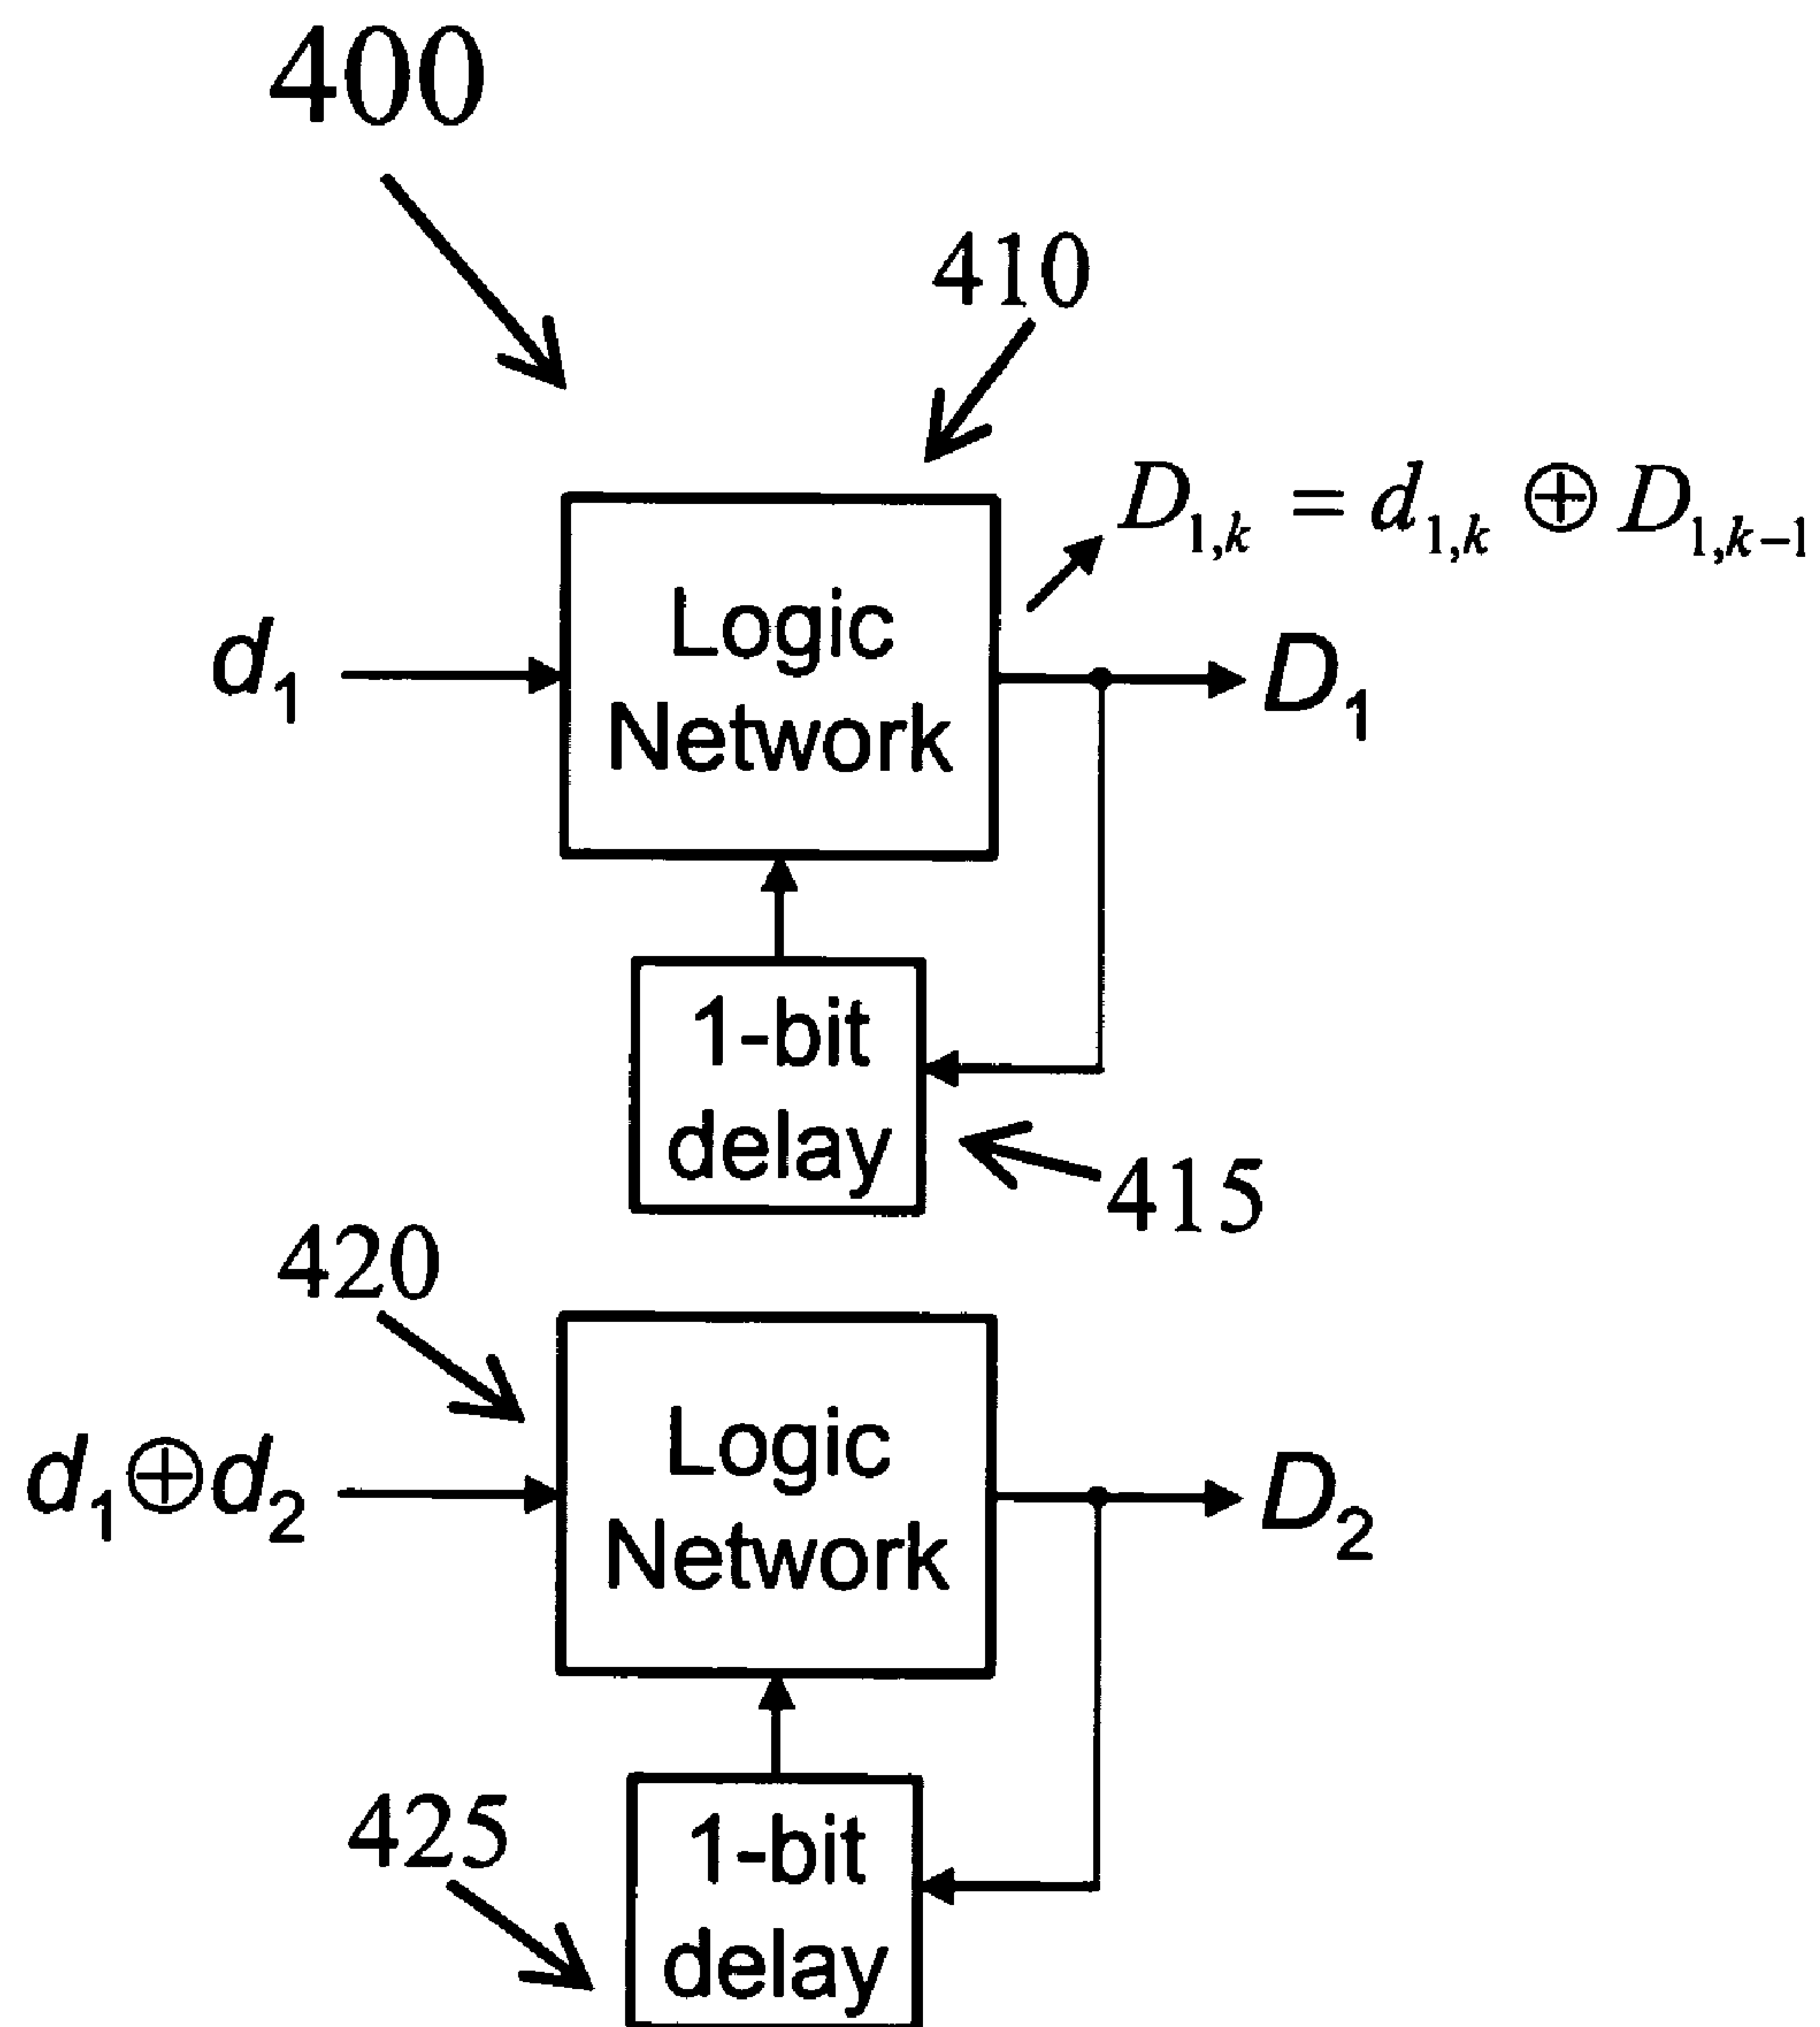 400
410
D₁,ₖ = d₁,ₖ ⊕ D₁,ₖ₋₁
d₁
Logic
Network
D₁
1-bit
delay
415
420
d₁⊕d₂
Logic
Network
D₂
425
1-bit
delay